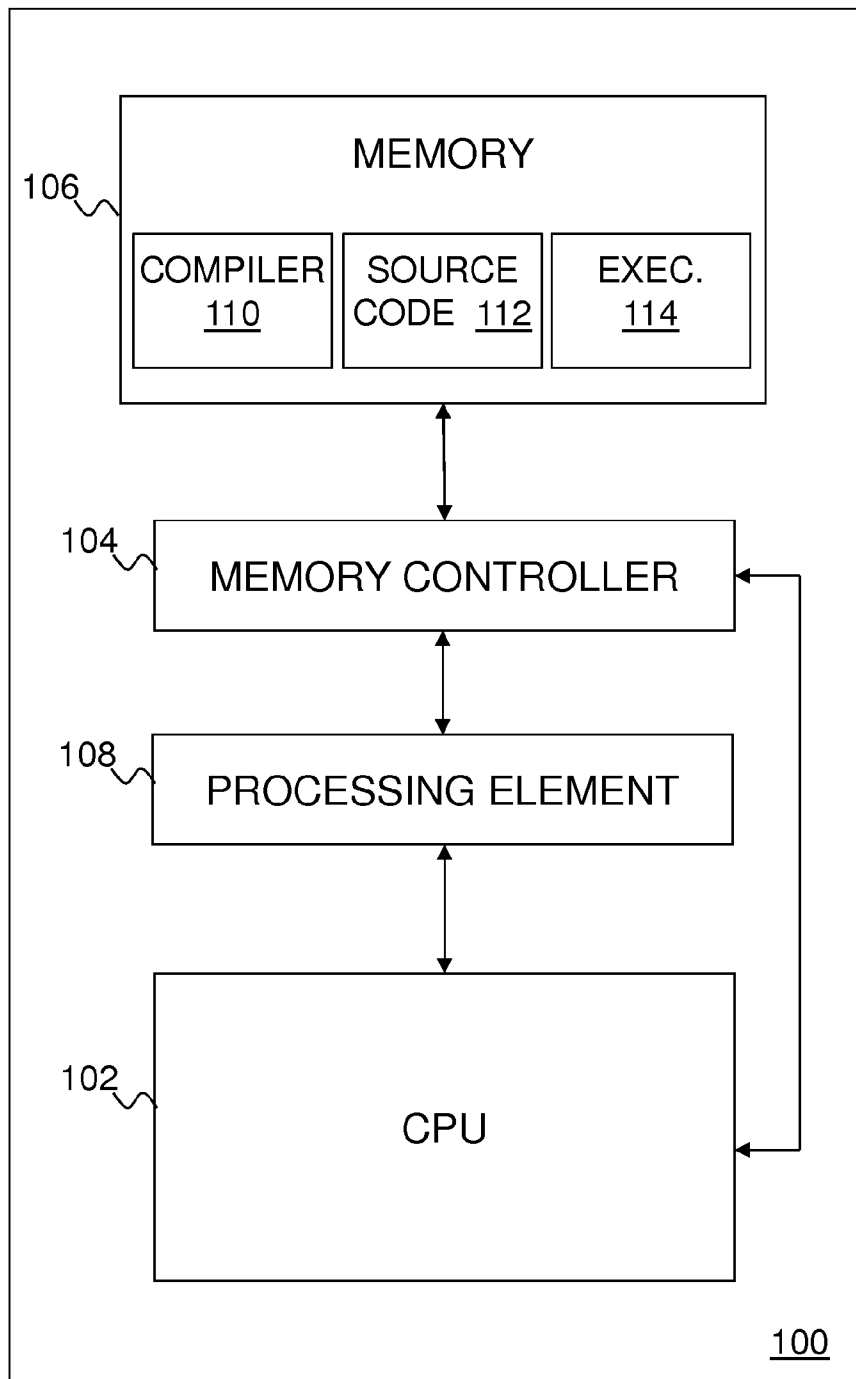 MEMORY
106
COMPILER
110
SOURCE
CODE 112
EXEC.
114
104
MEMORY CONTROLLER
108
PROCESSING ELEMENT
102
CPU
100